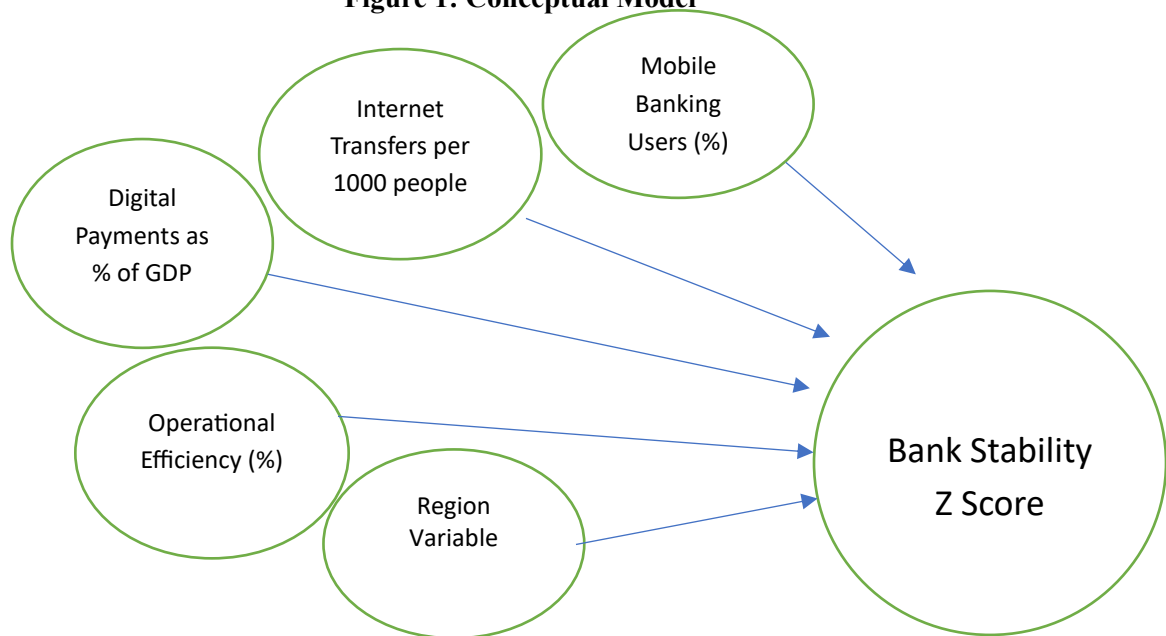 Figure 1: Conceptual Model
Mobile
Banking
Users (%)
Internet
Transfers per
1000 people
Digital
Payments as
% of GDP
Operational
Efficiency (%)
Region
Variable
Bank Stability
Z Score